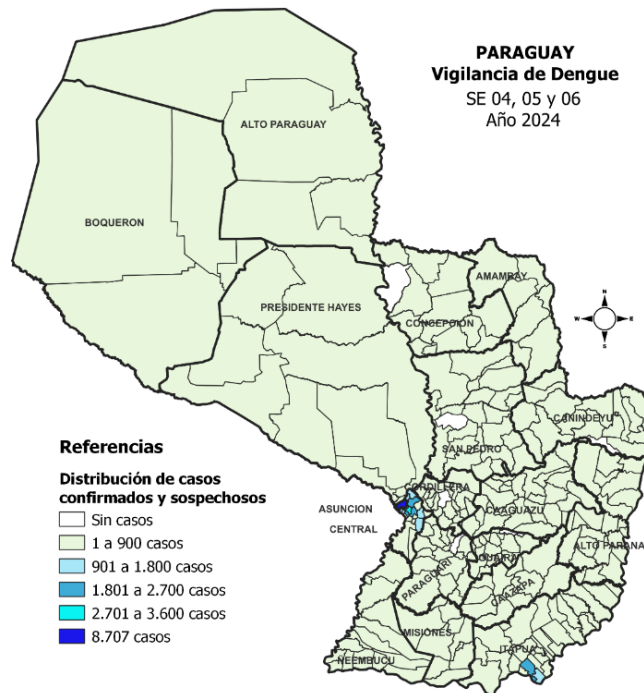 PARAGUAY
Vigilancia de Dengue
SE 04, 05 y 06
Año 2024
ALTO PARAGUAY
BOQUERON
AMAMBAY
PRESIDENTE HAYES
CONCEPCION
N
W E
S
CANINDEYU
SAN PEDRO
Referencias
Distribución de casos
confirmados y sospechosos
Sin casos
1 a 900 casos
901 a 1.800 casos
1.801 a 2.700 casos
2.701 a 3.600 casos
8.707 casos
CORDILLERA
ASUNCION
CENTRAL
CAAGUAZU
ALTO PARANA
GUAIRA
PARAGUARI
CAAZAPA
MISIONES
ITAPUA
ÑEEMBUCU